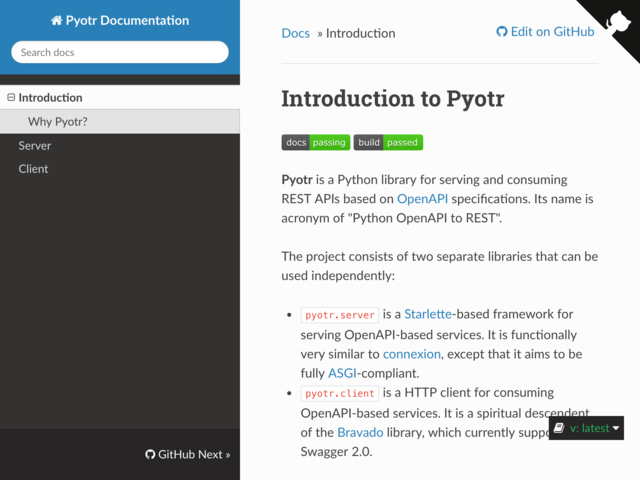 Pyotr Documentation
Search docs
Introduction
Why Pyotr?
Server
Client
GitHub Next »
Docs » Introduction
Edit on GitHub
Introduction to Pyotr
docs passing build passed
Pyotr is a Python library for serving and consuming
REST APIs based on OpenAPI specifications. Its name is
acronym of "Python OpenAPI to REST".
The project consists of two separate libraries that can be
used independently:
• pyotr.server is a Starlette-based framework for
serving OpenAPI-based services. It is functionally
very similar to connexion, except that it aims to be
fully ASGI-compliant.
• pyotr.client is a HTTP client for consuming
OpenAPI-based services. It is a spiritual descendent
of the Bravado library, which currently
Swagger 2.0.
v: latest